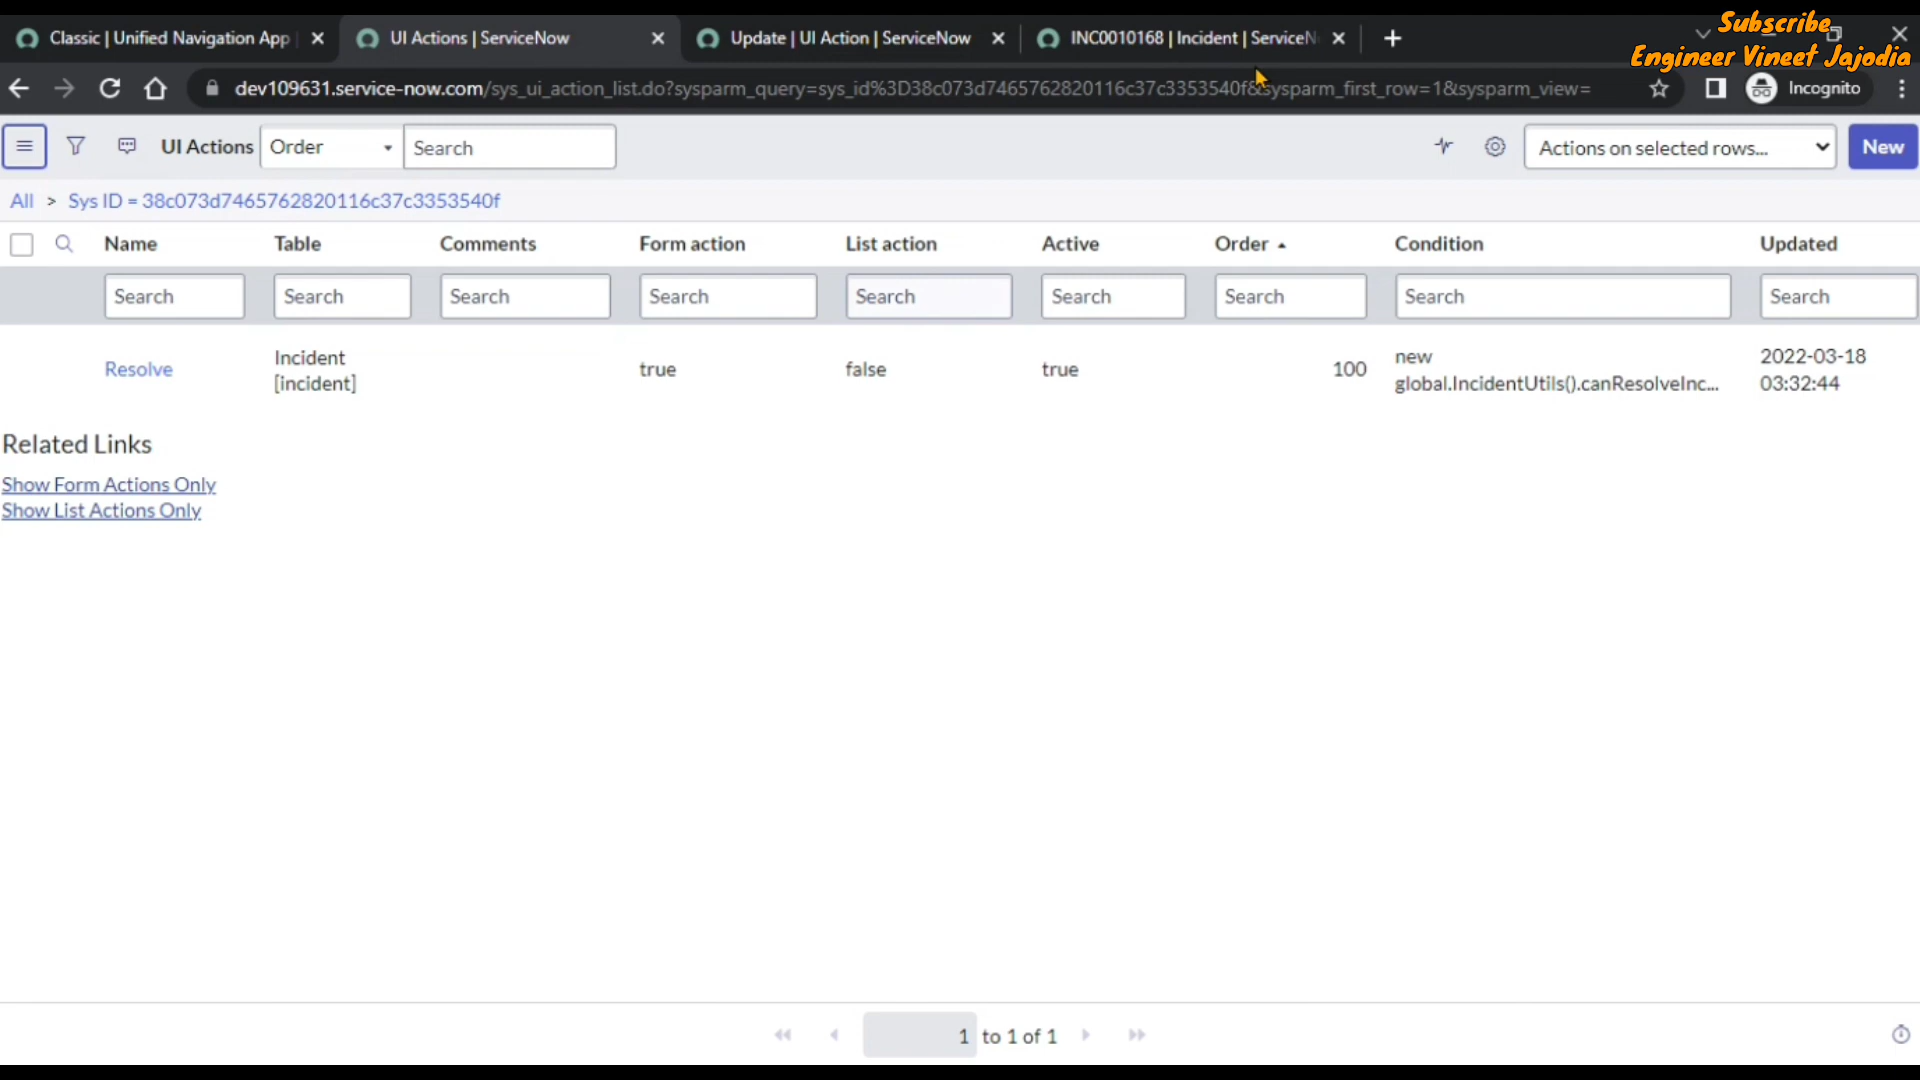 Classic | Unified Navigation App
UI Actions | ServiceNow
Update | UI Action | ServiceNow
INC0010168 | Incident | ServiceN
Subscribe
Engineer Vineet Jajodia
dev109631.service-now.com/sys_ui_action_list.do?sysparm_query=sys_id%3D38c073d7465762820116c37c3353540f&sysparm_first_row=1&sysparm_view=
Incognito
UI Actions
Order
Search
Actions on selected rows...
New
All > Sys ID = 38c073d7465762820116c37c3353540f
Name Table Comments Form action List action Active Order Condition Updated
Search Search Search Search Search Search Search Search Search
Resolve
Incident
[incident]
true
false
true
100
new
global.IncidentUtils().canResolveInc...
2022-03-18
03:32:44
Related Links
Show Form Actions Only
Show List Actions Only
1 to 1 of 1